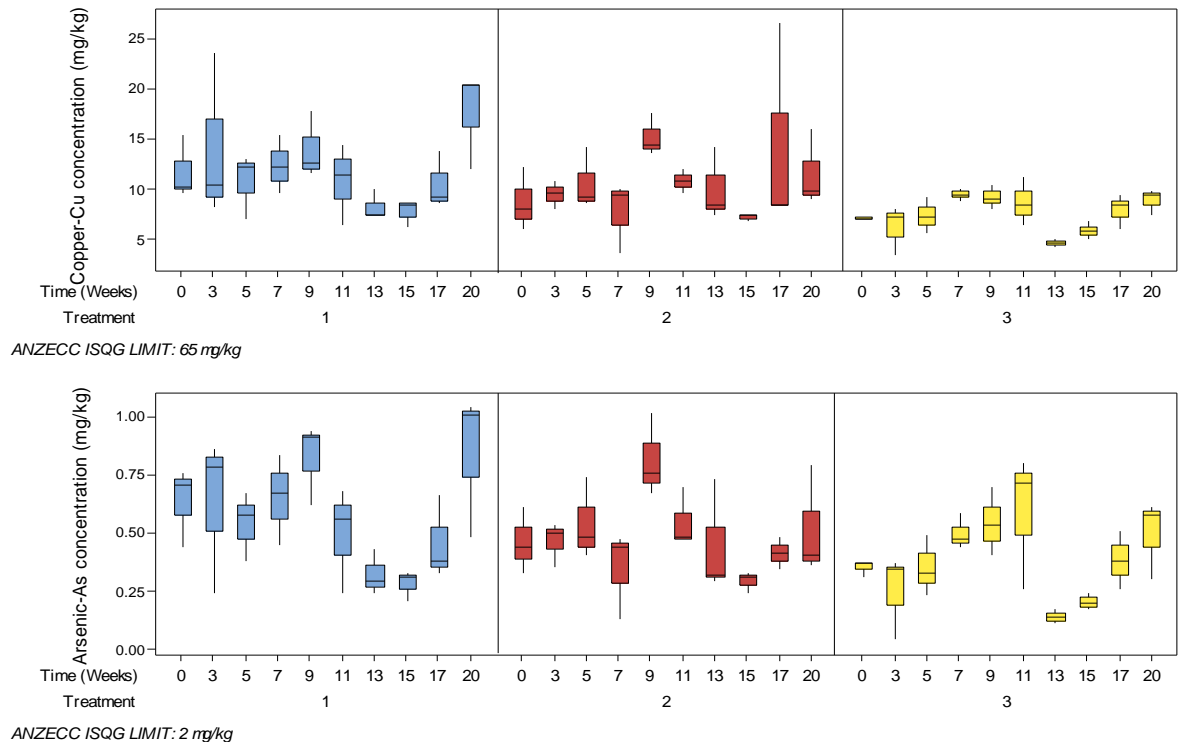 Copper-Cu concentration (mg/kg)
25
20
15
10
5
Time (Weeks) 0 3 5 7 9 11 13 15 17 20 0 3 5 7 9 11 13 15 17 20 0 3 5 7 9 11 13 15 17 20
Treatment 1 2 3
ANZECC ISQG LIMIT: 65 mg/kg
Arsenic-As concentration (mg/kg)
1.00
0.75
0.50
0.25
0.00
Time (Weeks) 0 3 5 7 9 11 13 15 17 20 0 3 5 7 9 11 13 15 17 20 0 3 5 7 9 11 13 15 17 20
Treatment 1 2 3
ANZECC ISQG LIMIT: 2 mg/kg